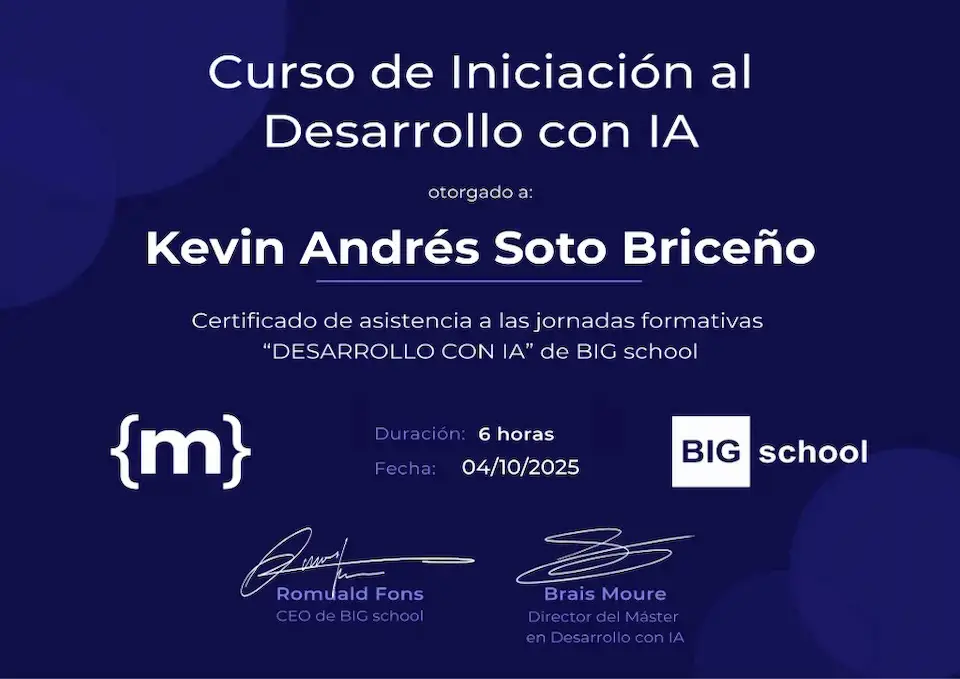 Curso de Iniciación al
Desarrollo con IA
otorgado a:
Kevin Andrés Soto Briceño
Certificado de asistencia a las jornadas formativas
“DESARROLLO CON IA” de BIG school
{m}
Duración: 6 horas
Fecha: 04/10/2025
BIG school
Romuald Fons
CEO de BIG school
Brais Moure
Director del Máster
en Desarrollo con IA